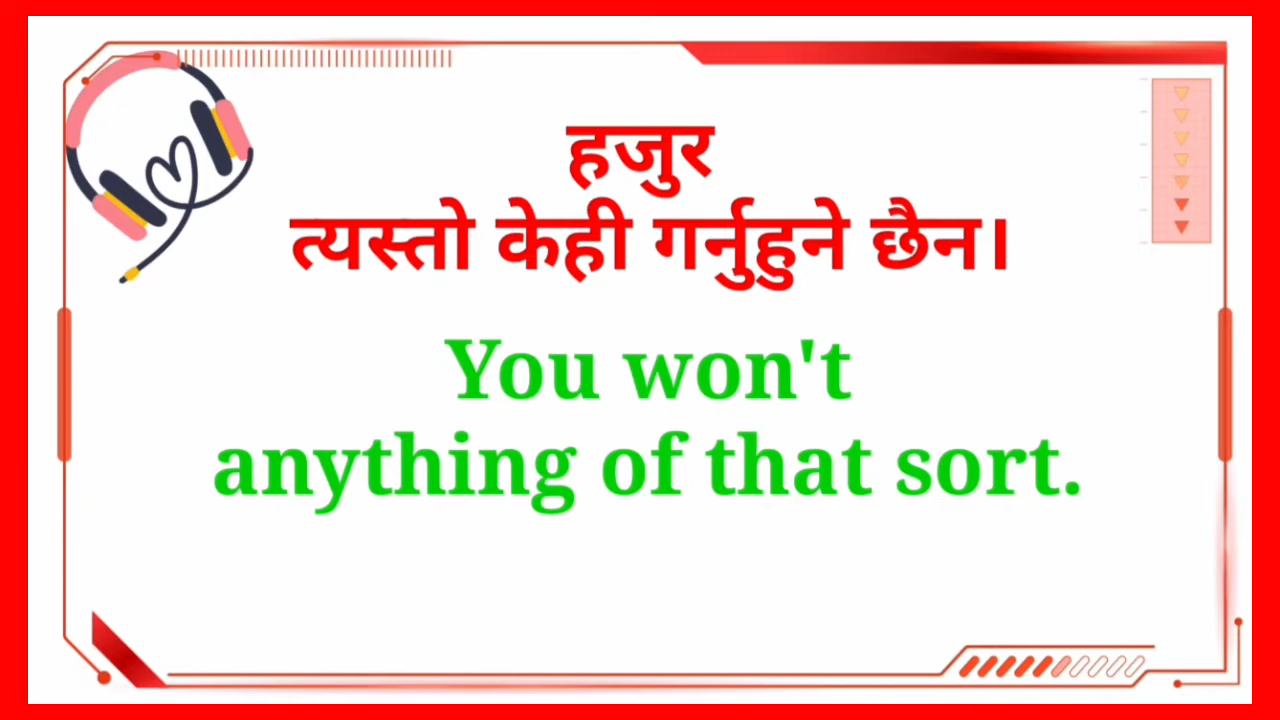 हजुर
त्यस्तो केही गर्नुहुने छैन।
You won't
anything of that sort.